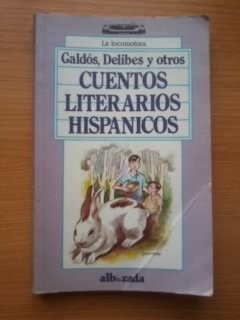 La locomotora
Galdós, Delibes y otros
CUENTOS
LITERARIOS
HISPANICOS
alborada